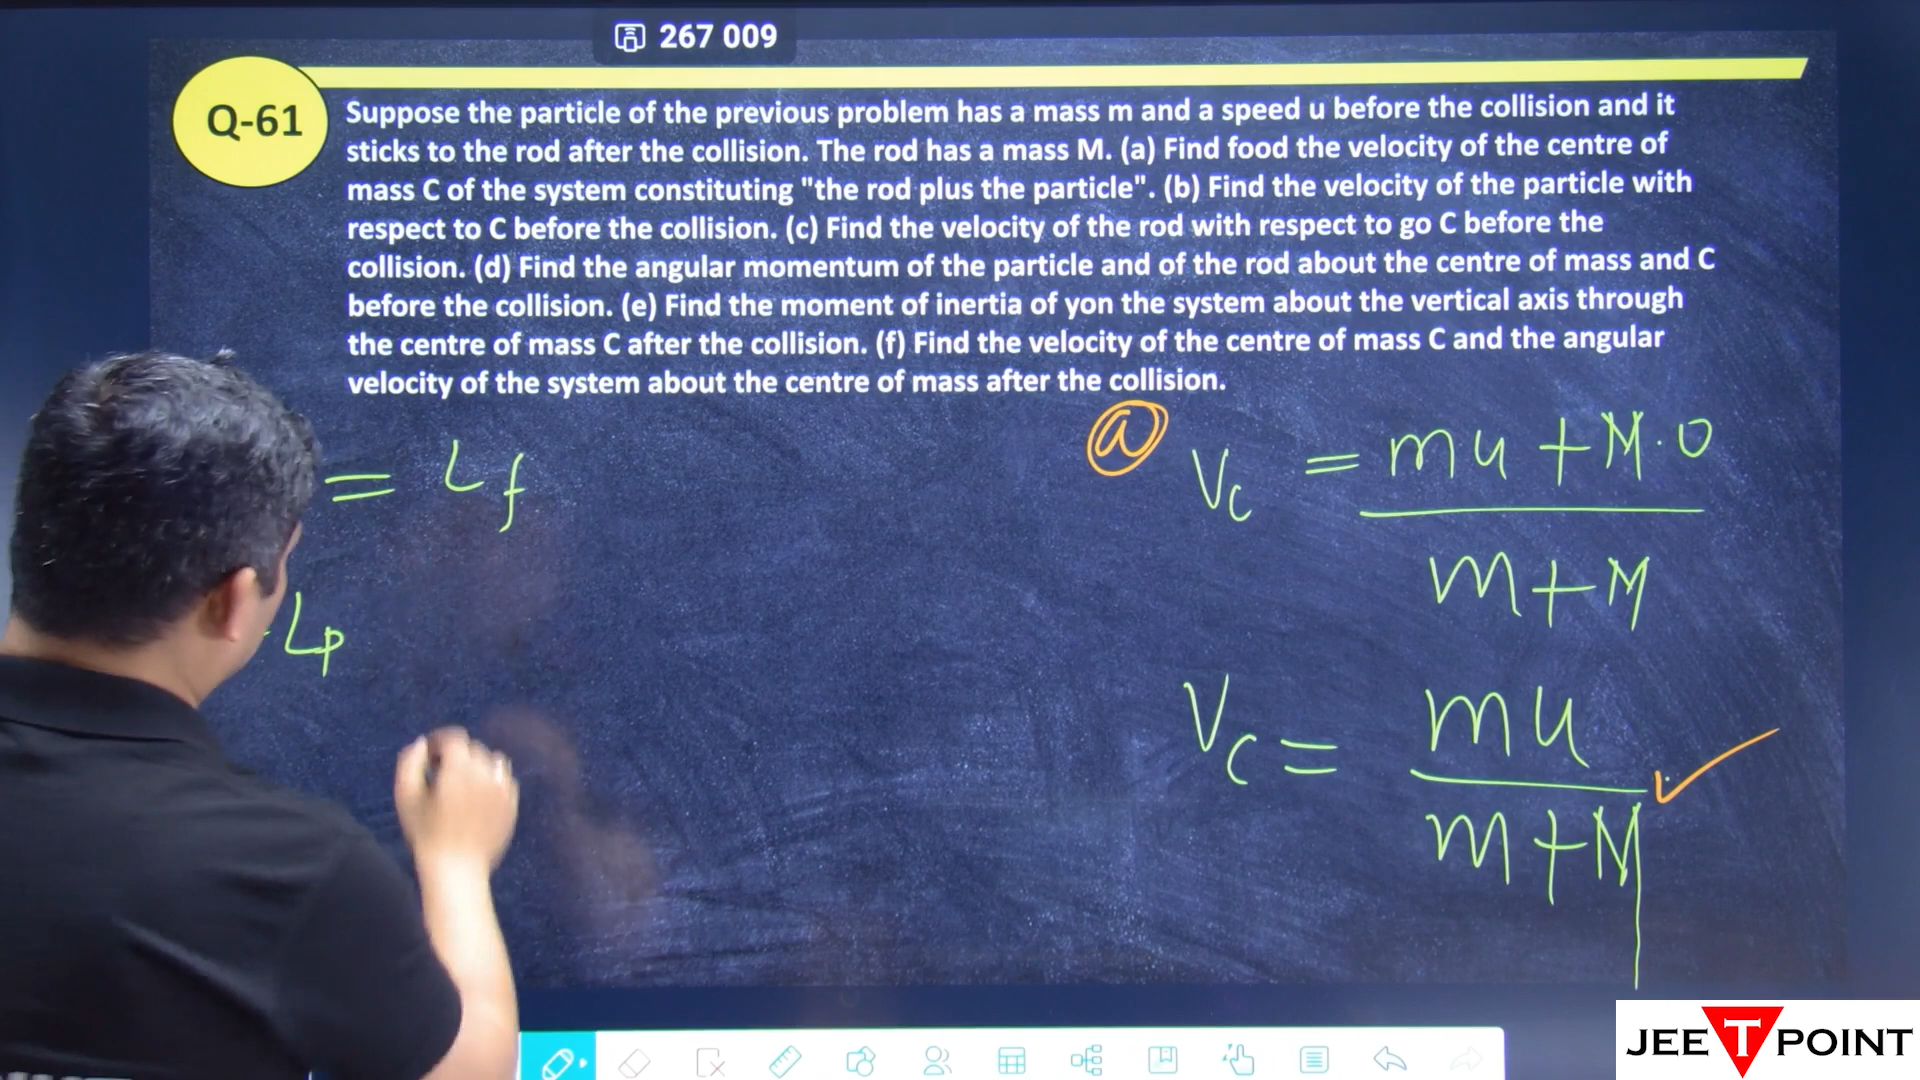 267 009
Q-61
Suppose the particle of the previous problem has a mass m and a speed u before the collision and it
sticks to the rod after the collision. The rod has a mass M. (a) Find food the velocity of the centre of
mass C of the system constituting "the rod plus the particle". (b) Find the velocity of the particle with
respect to C before the collision. (c) Find the velocity of the rod with respect to go C before the
collision. (d) Find the angular momentum of the particle and of the rod about the centre of mass and C
before the collision. (e) Find the moment of inertia of yon the system about the vertical axis through
the centre of mass C after the collision. (f) Find the velocity of the centre of mass C and the angular
velocity of the system about the centre of mass after the collision.
= Lf
Lp
a
Vc = mu + M.0
m+M
Vc = mu
m+M
JEE T POINT